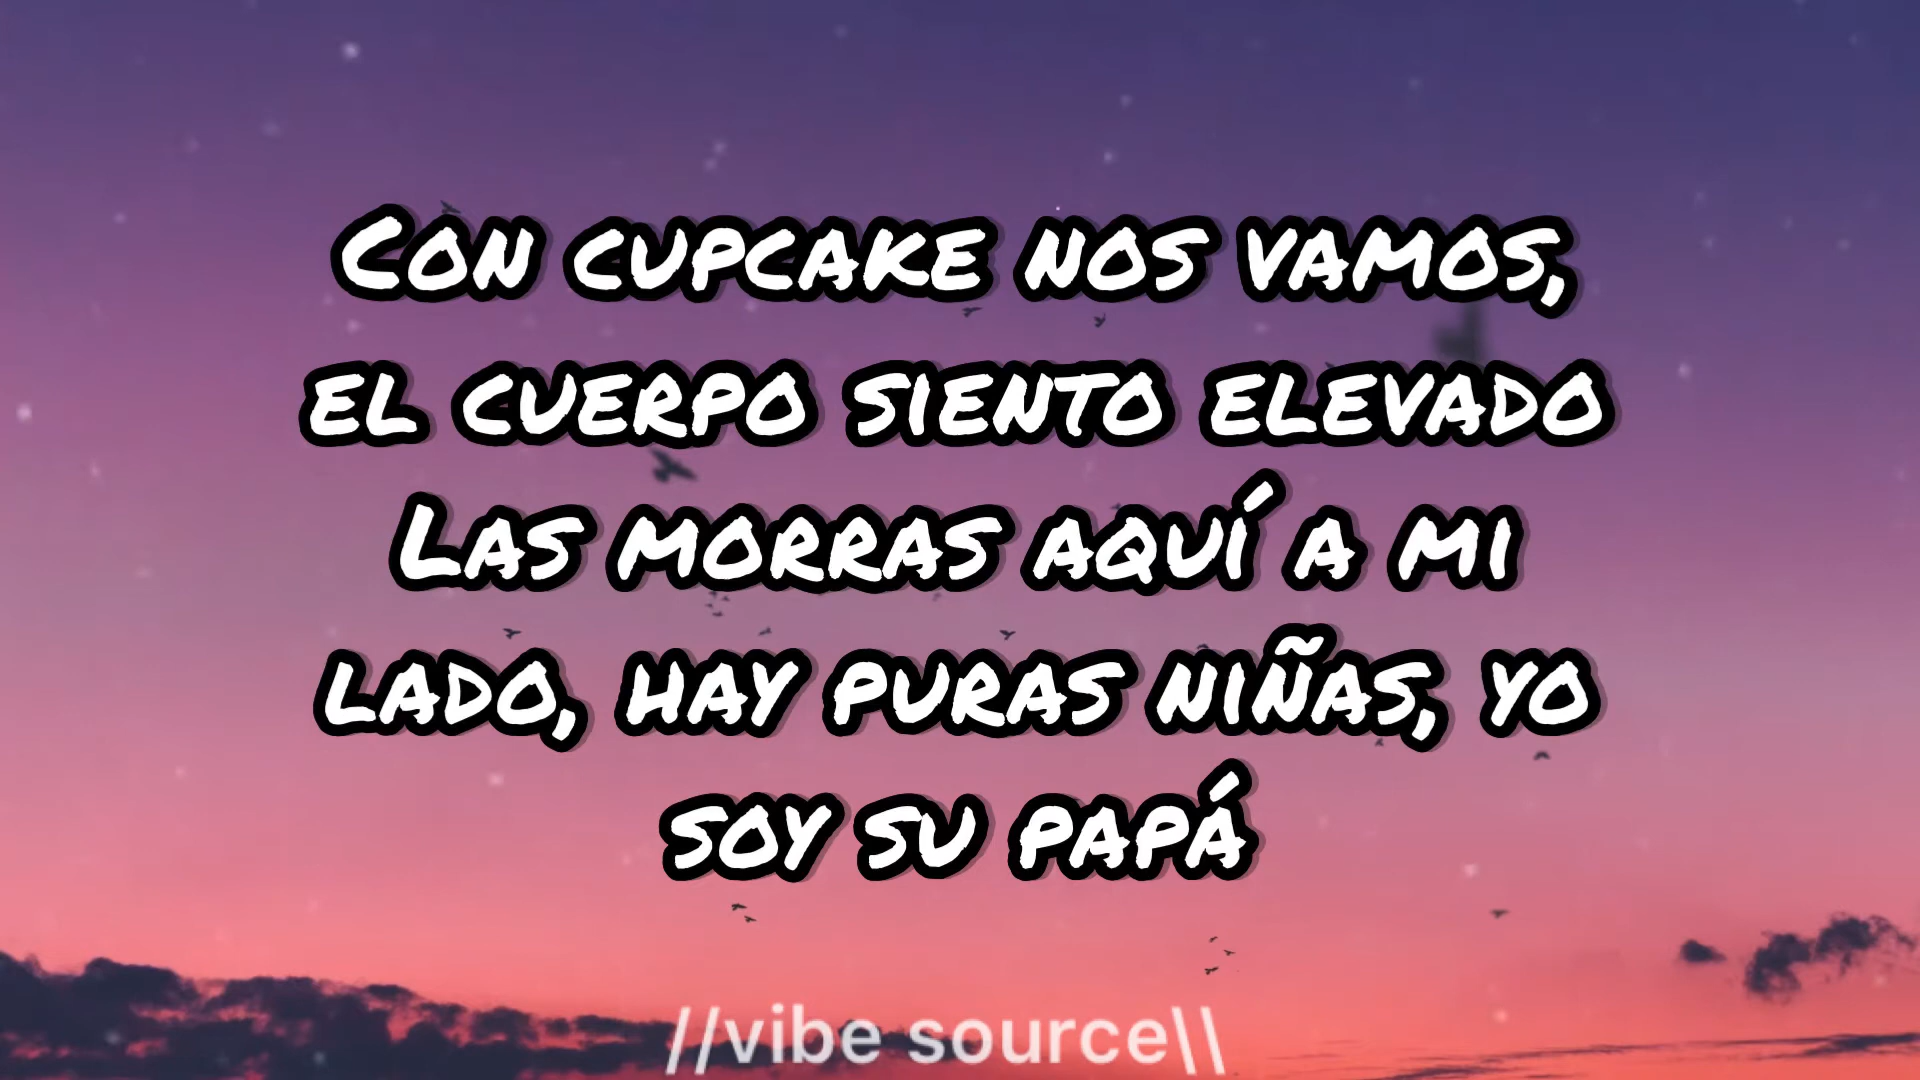 Con cupcake nos vamos,
el cuerpo siento elevado
Las morras aquí a mi
lado, hay puras niñas, yo
soy su papá
//vibe source\\